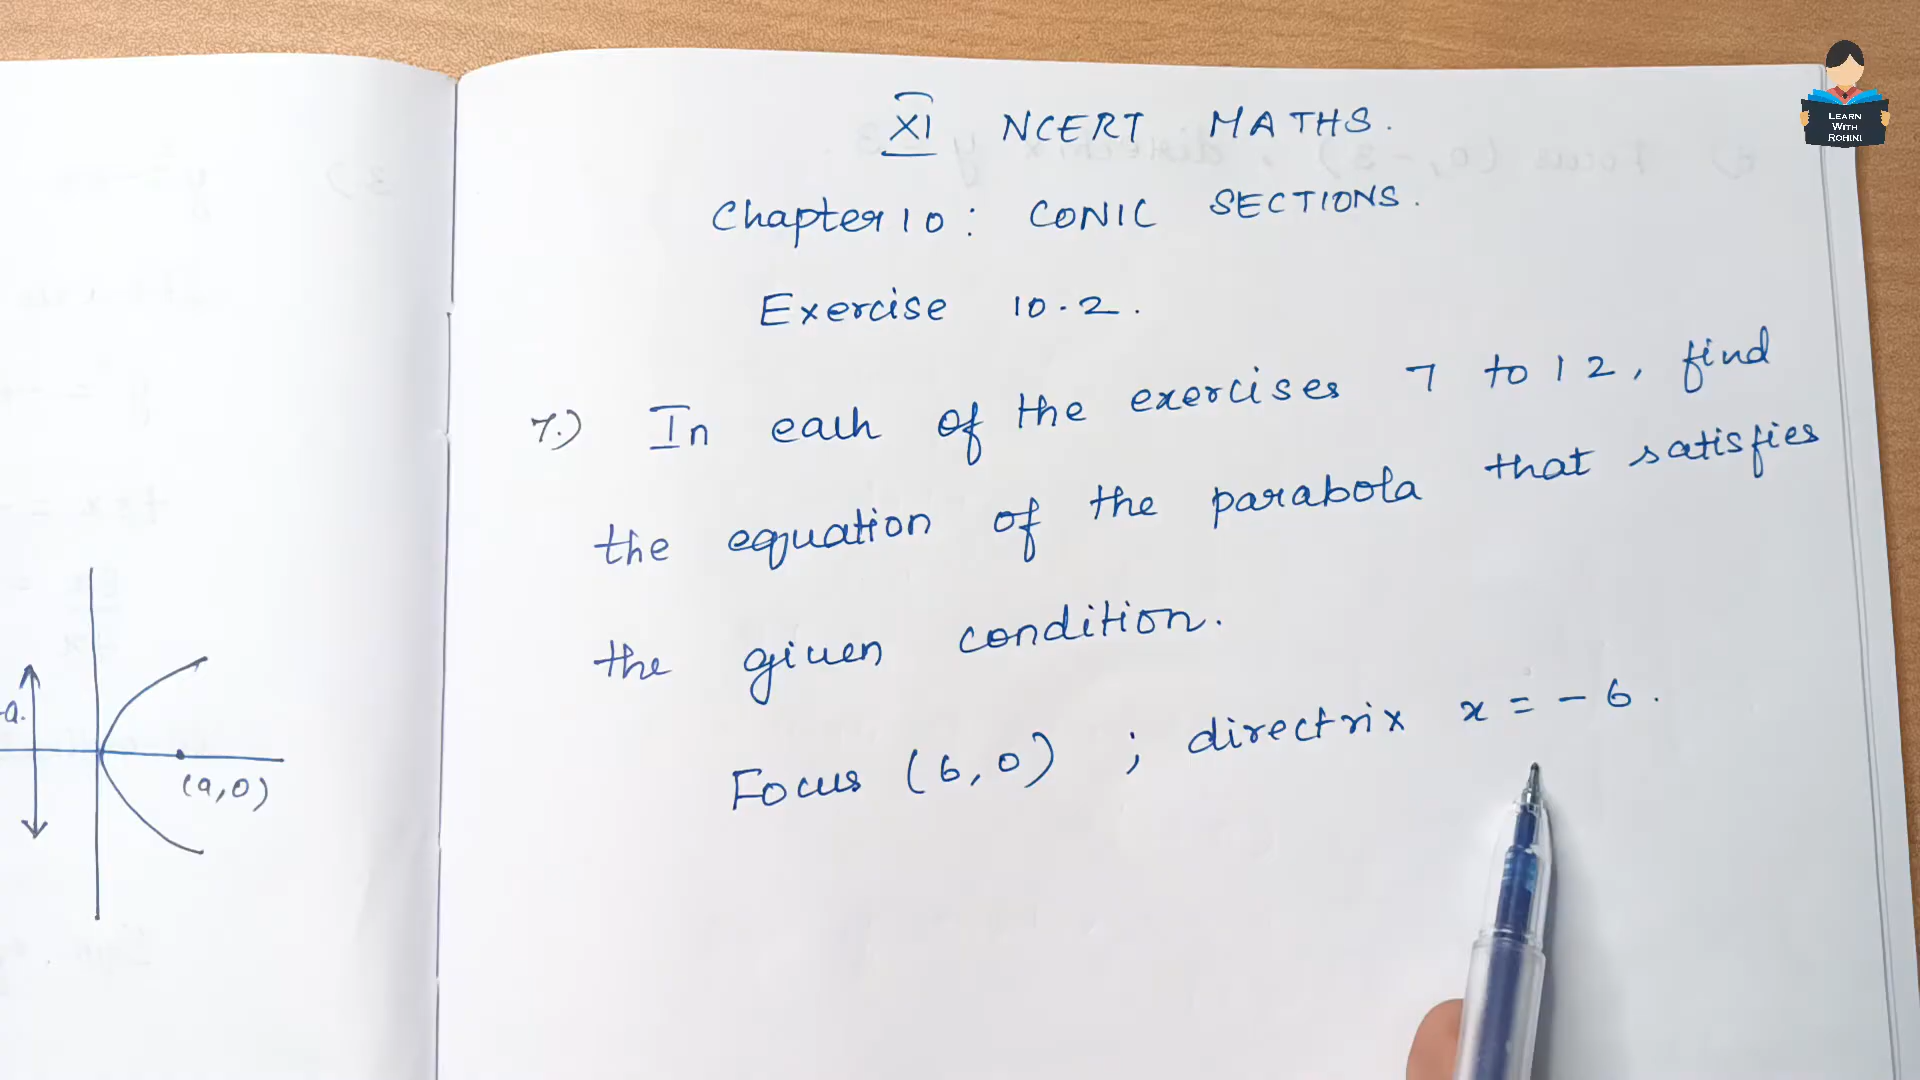 XI NCERT MATHS.
Chapter 10: CONIC SECTIONS.
Exercise 10.2.
7.) In each of the exercises 7 to 12, find
the equation of the parabola that satisfies
the given condition.
Focus (6,0) ; directrix x = -6.
-a.
(a,0)
LEARN
WITH
ROHINI